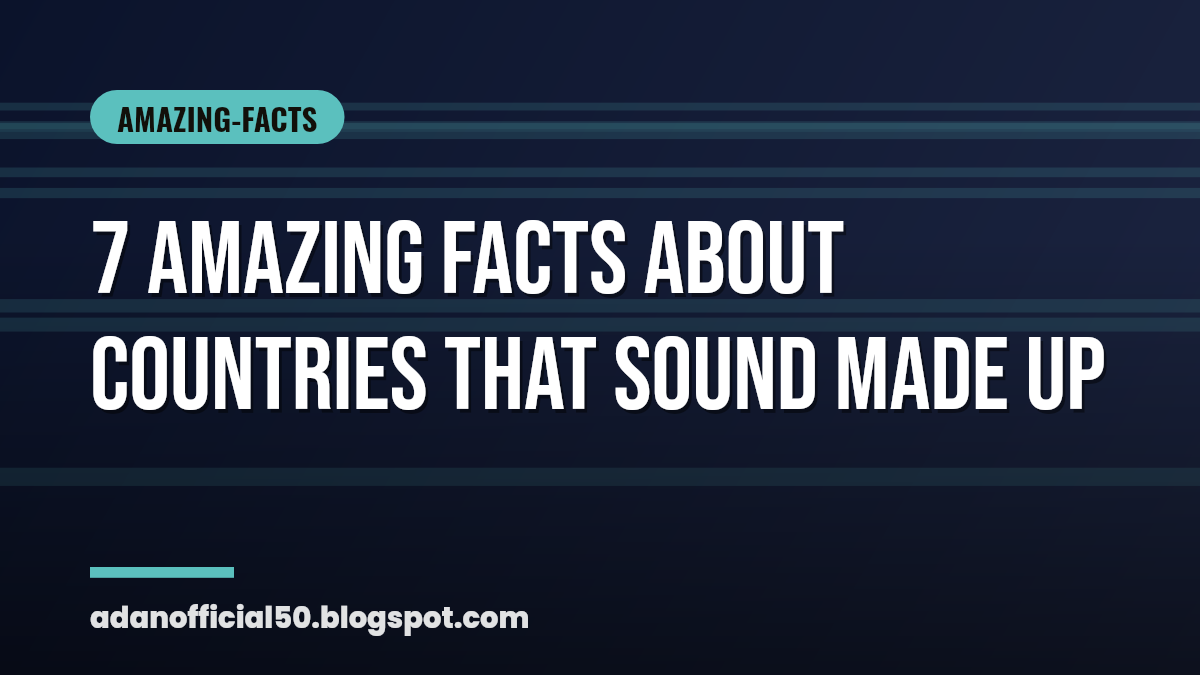 AMAZING-FACTS
7 AMAZING FACTS ABOUT
COUNTRIES THAT SOUND MADE UP
adanofficial50.blogspot.com